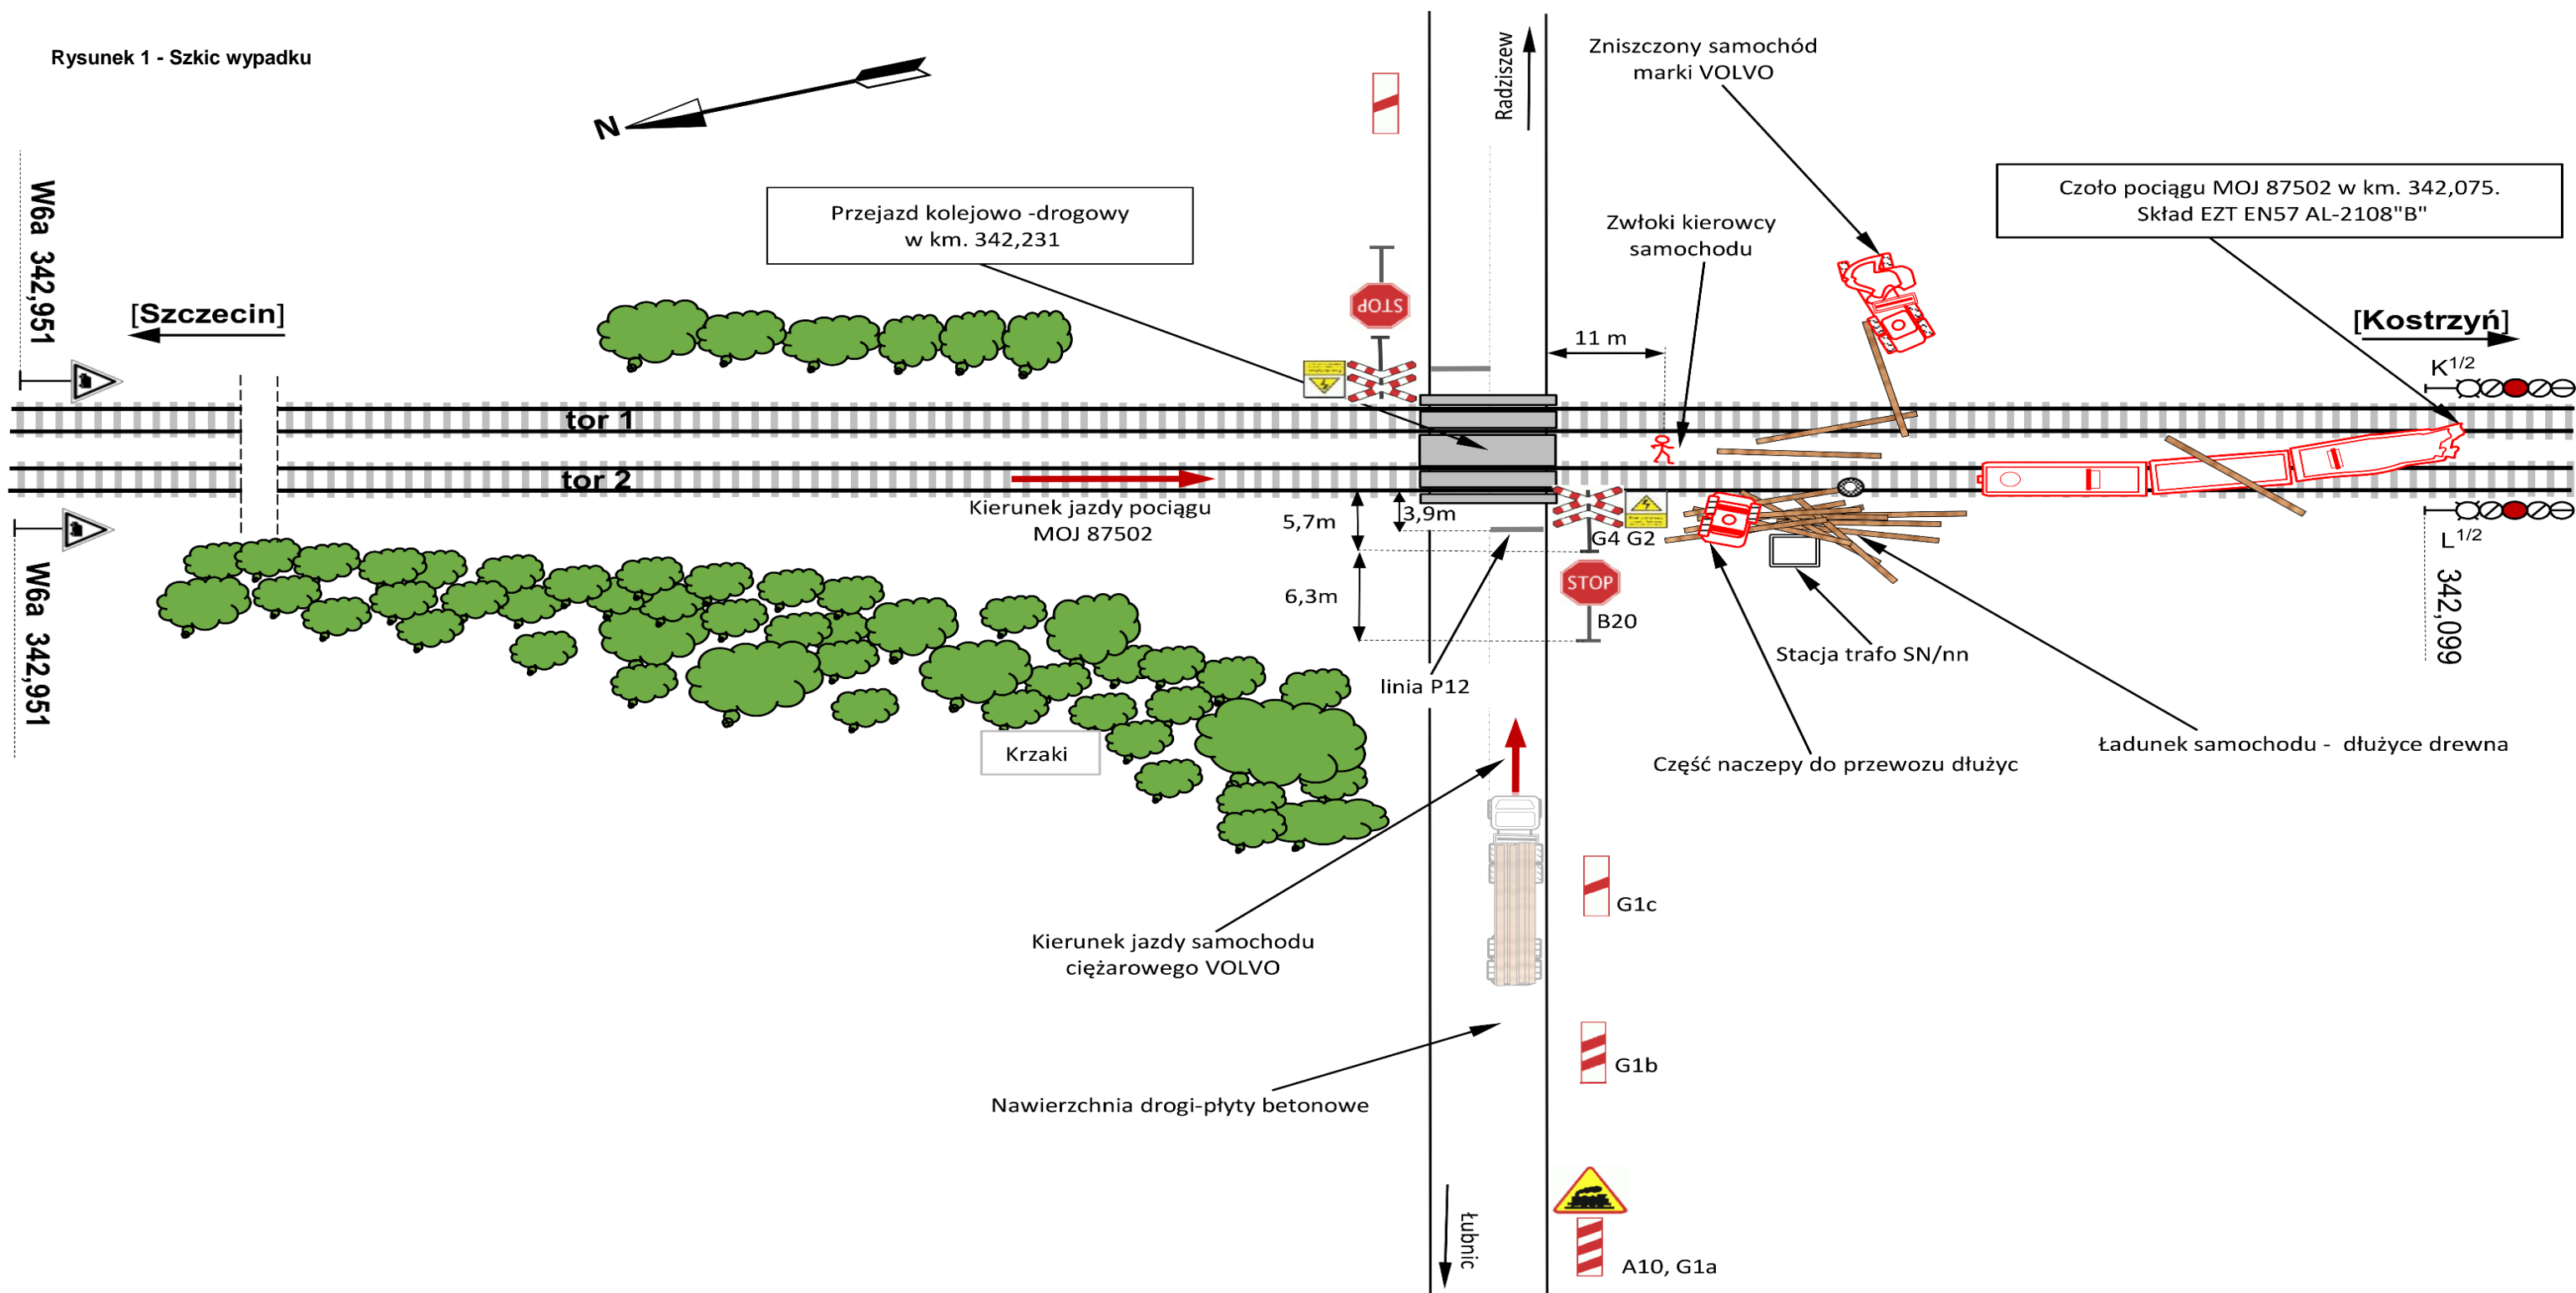 Rysunek 1 - Szkic wypadku
N
Radziszew
Zniszczony samochód
marki VOLVO
Przejazd kolejowo -drogowy
w km. 342,231
Zwłoki kierowcy
samochodu
Czoło pociągu MOJ 87502 w km. 342,075.
Skład EZT EN57 AL-2108"B"
W6a 342,951
[Szczecin]
STOP
11 m
[Kostrzyń]
K1/2
tor 1
tor 2
Kierunek jazdy pociągu
MOJ 87502
5,7m
3,9m
G4 G2
6,3m
STOP
B20
L1/2
342,099
W6a 342,951
linia P12
Stacja trafo SN/nn
Krzaki
Część naczepy do przewozu dłużyc
Ładunek samochodu - dłużyce drewna
G1c
Kierunek jazdy samochodu
ciężarowego VOLVO
G1b
Nawierzchnia drogi-płyty betonowe
Łubnic
A10, G1a